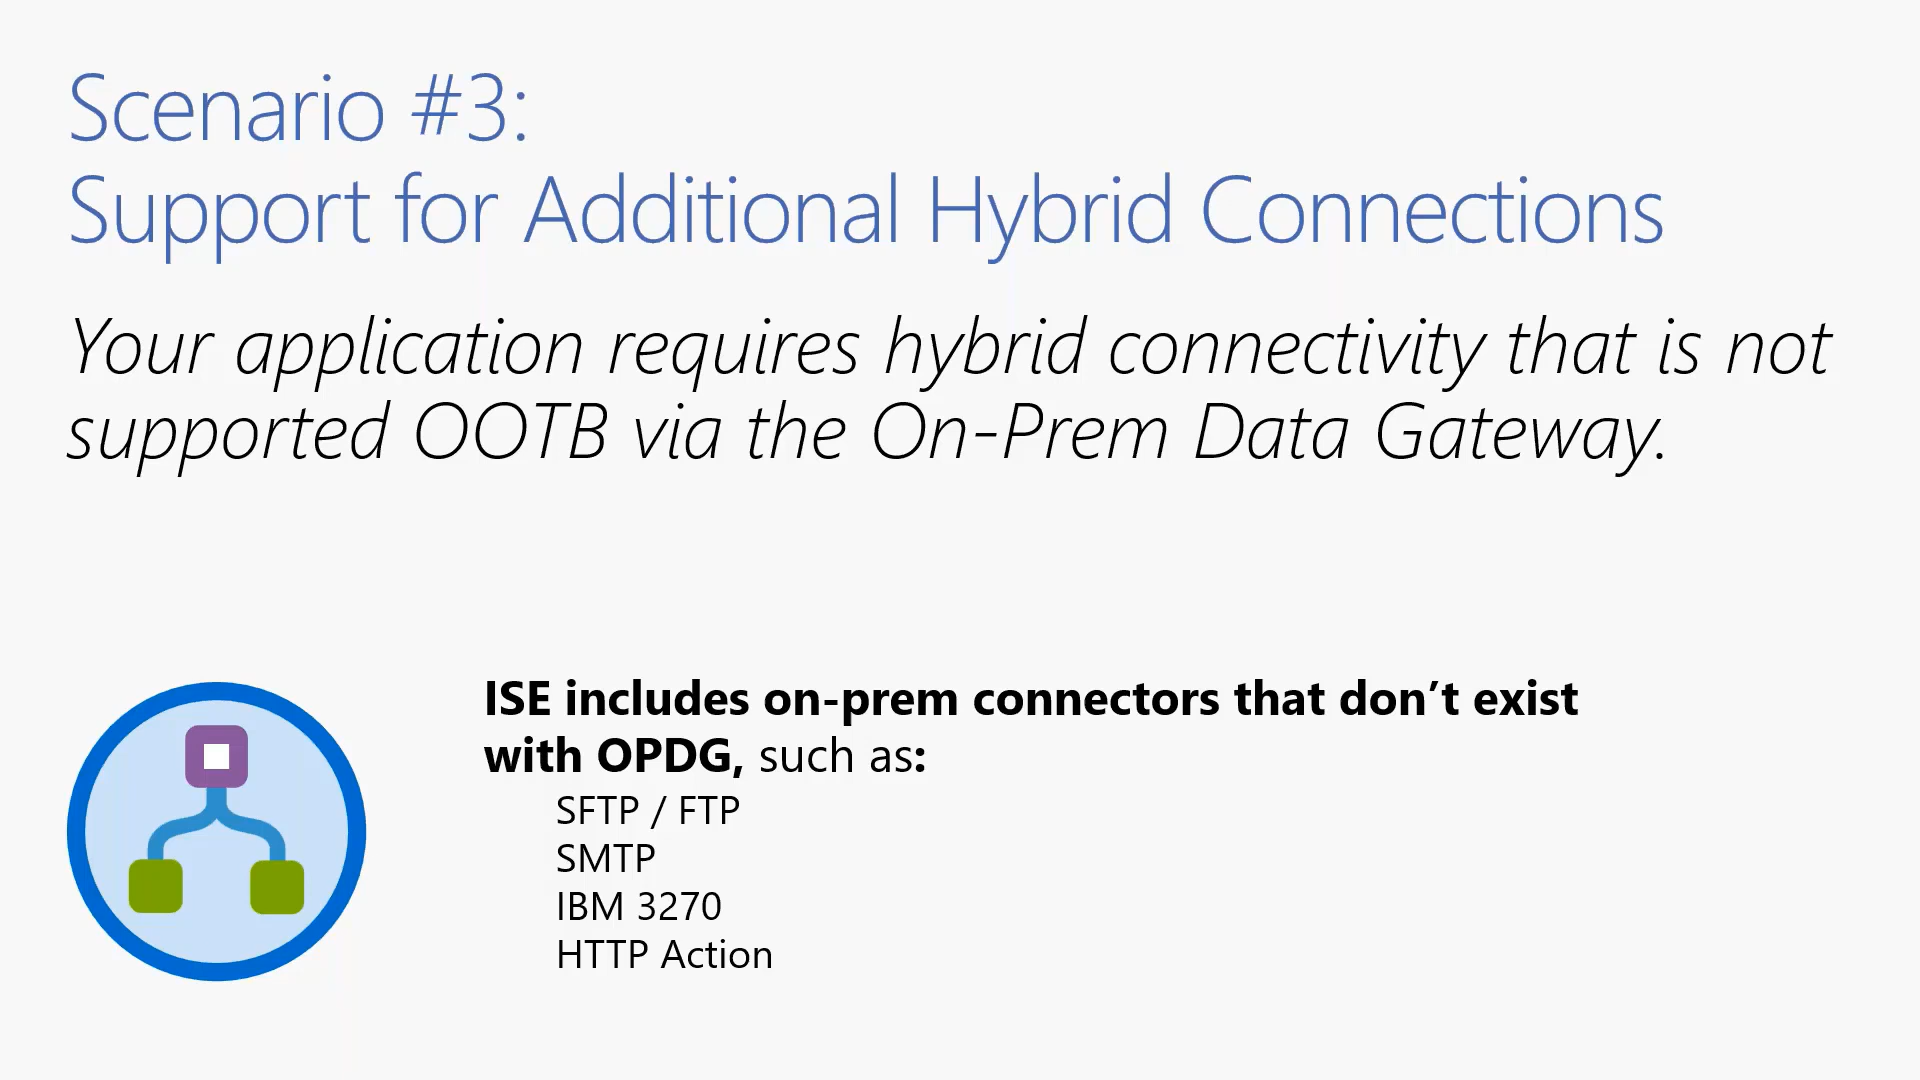 Scenario #3:
Support for Additional Hybrid Connections
Your application requires hybrid connectivity that is not
supported OOTB via the On-Prem Data Gateway.
ISE includes on-prem connectors that don’t exist
with OPDG, such as:
SFTP / FTP
SMTP
IBM 3270
HTTP Action